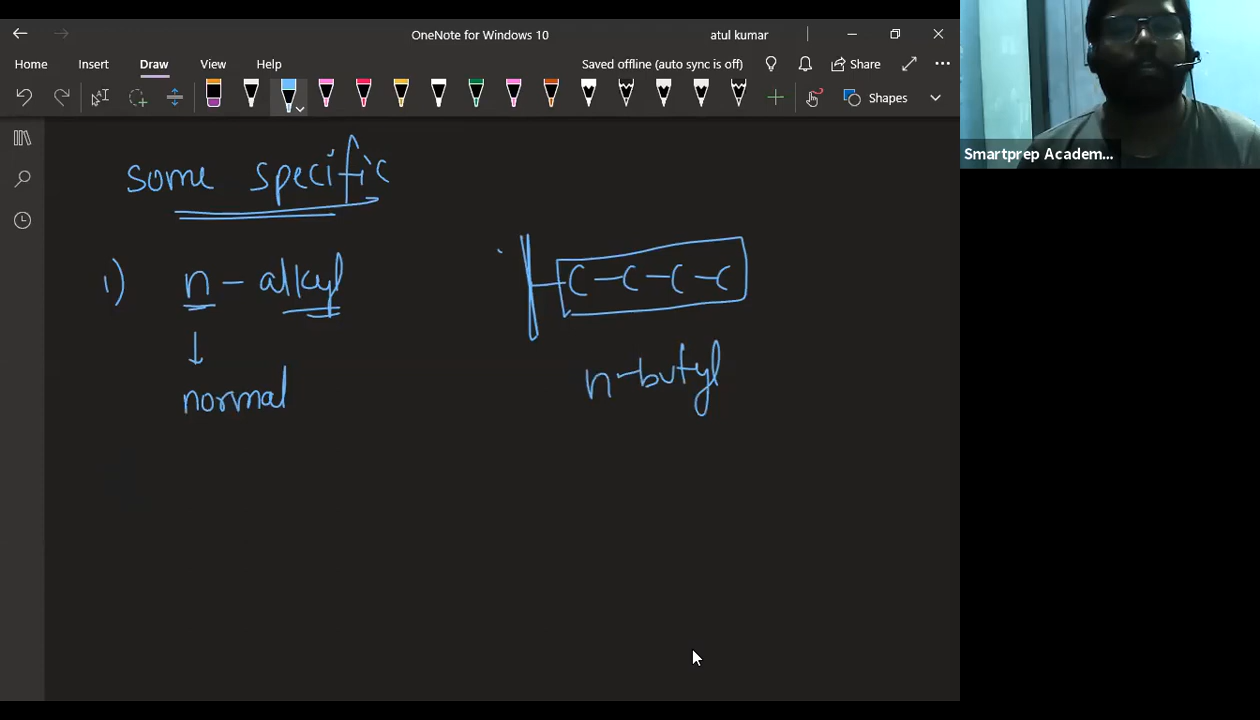 OneNote for Windows 10
atul kumar
Home Insert Draw View Help
Saved offline (auto sync is off)
Share
Shapes
Smartprep Academ...
some specific
1) n - alkyl
C - C - C - C
↓
normal
n-butyl